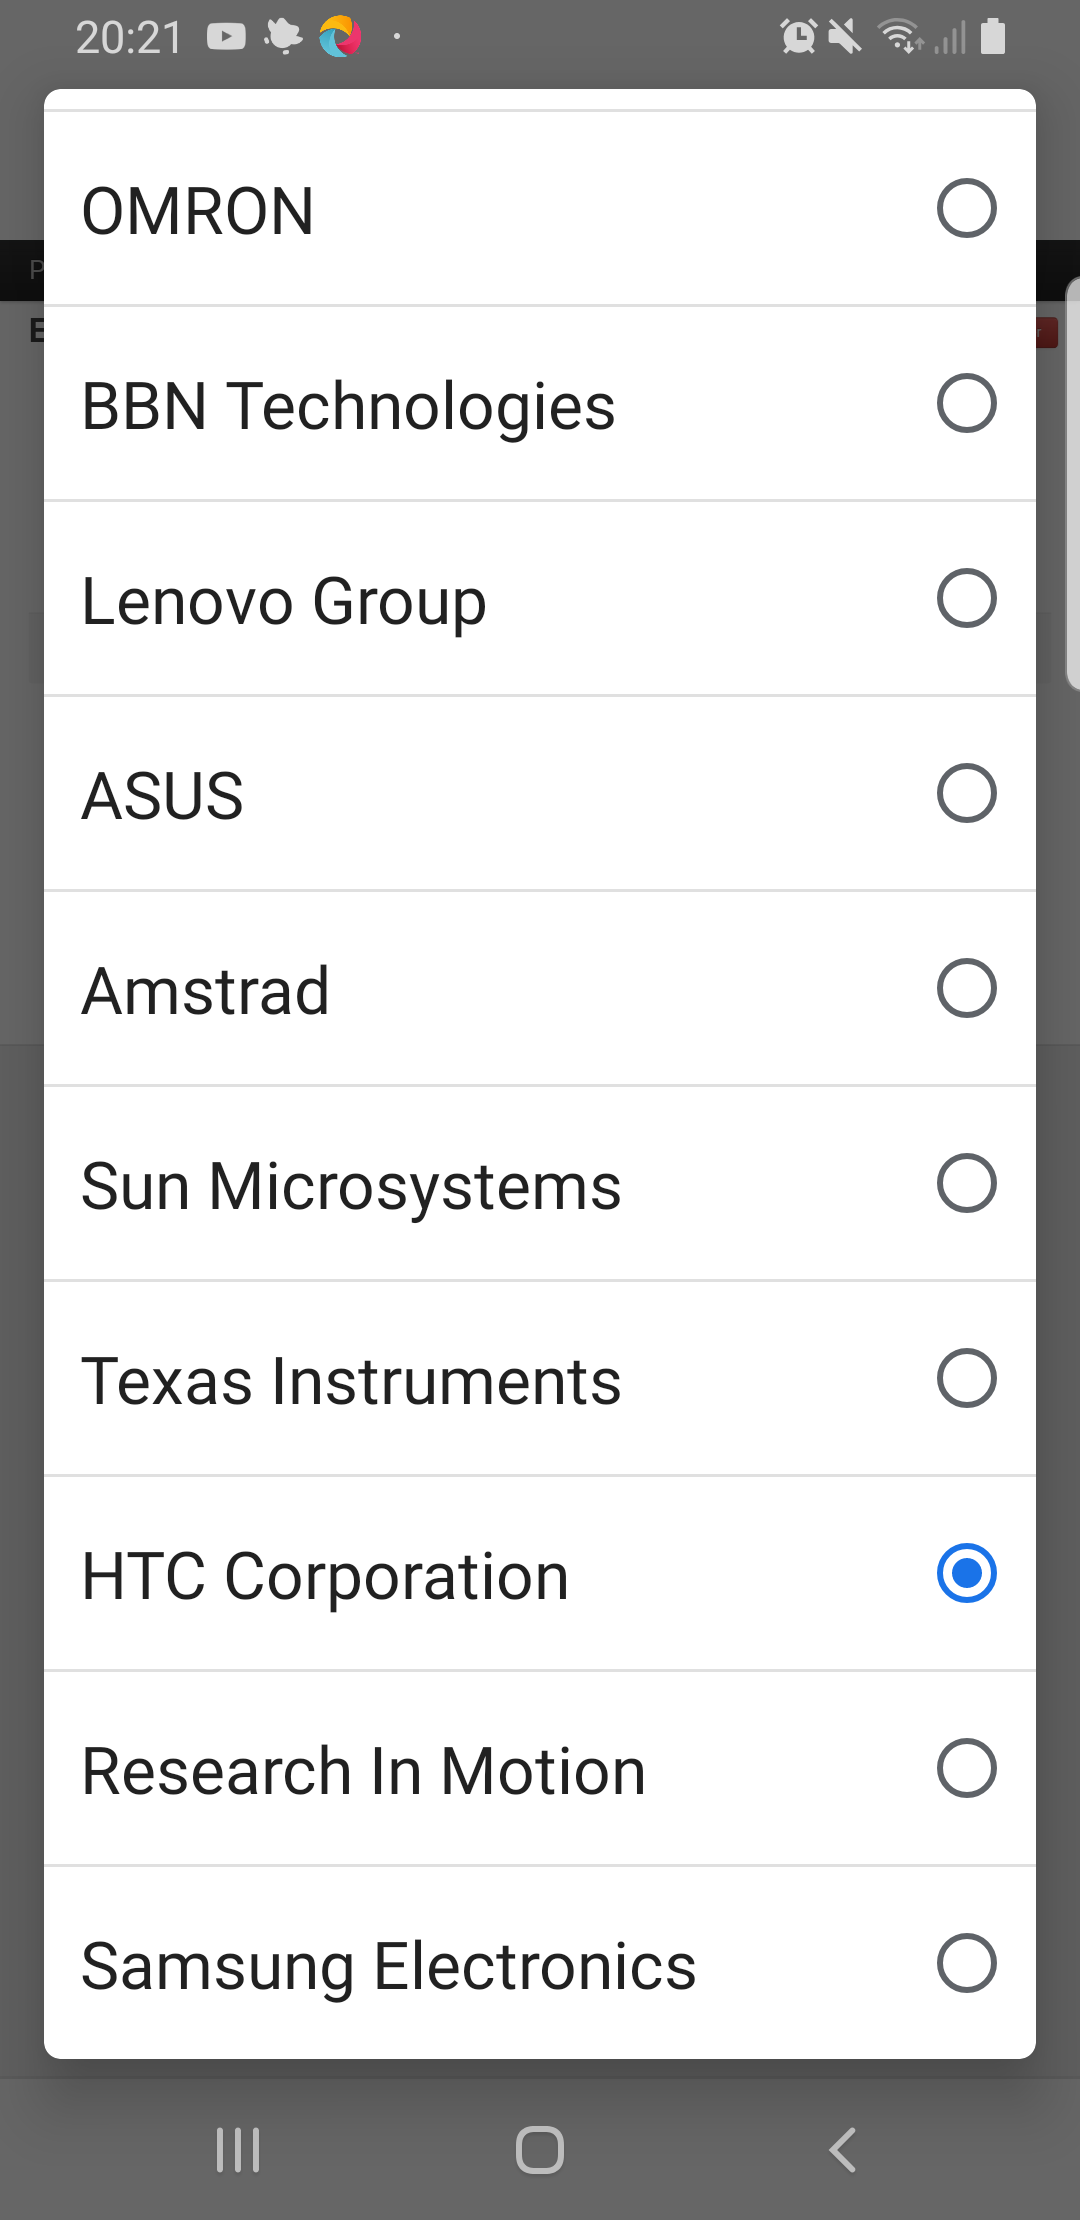 20:21
OMRON
BBN Technologies
Lenovo Group
ASUS
Amstrad
Sun Microsystems
Texas Instruments
HTC Corporation
Research In Motion
Samsung Electronics